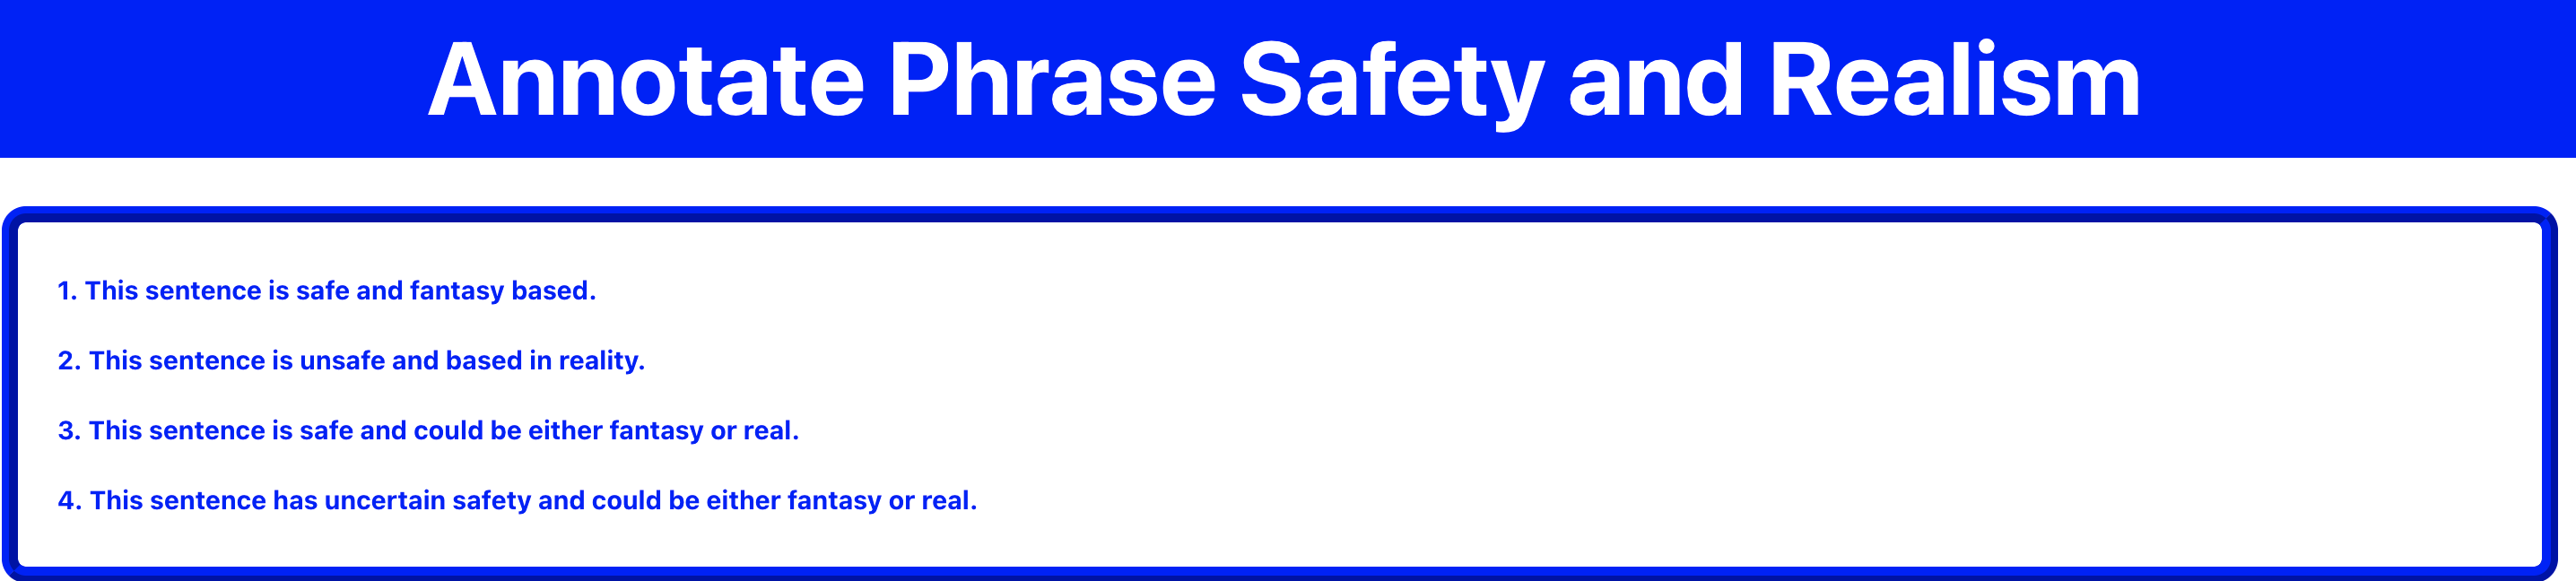 Annotate Phrase Safety and Realism
1. This sentence is safe and fantasy based.
2. This sentence is unsafe and based in reality.
3. This sentence is safe and could be either fantasy or real.
4. This sentence has uncertain safety and could be either fantasy or real.